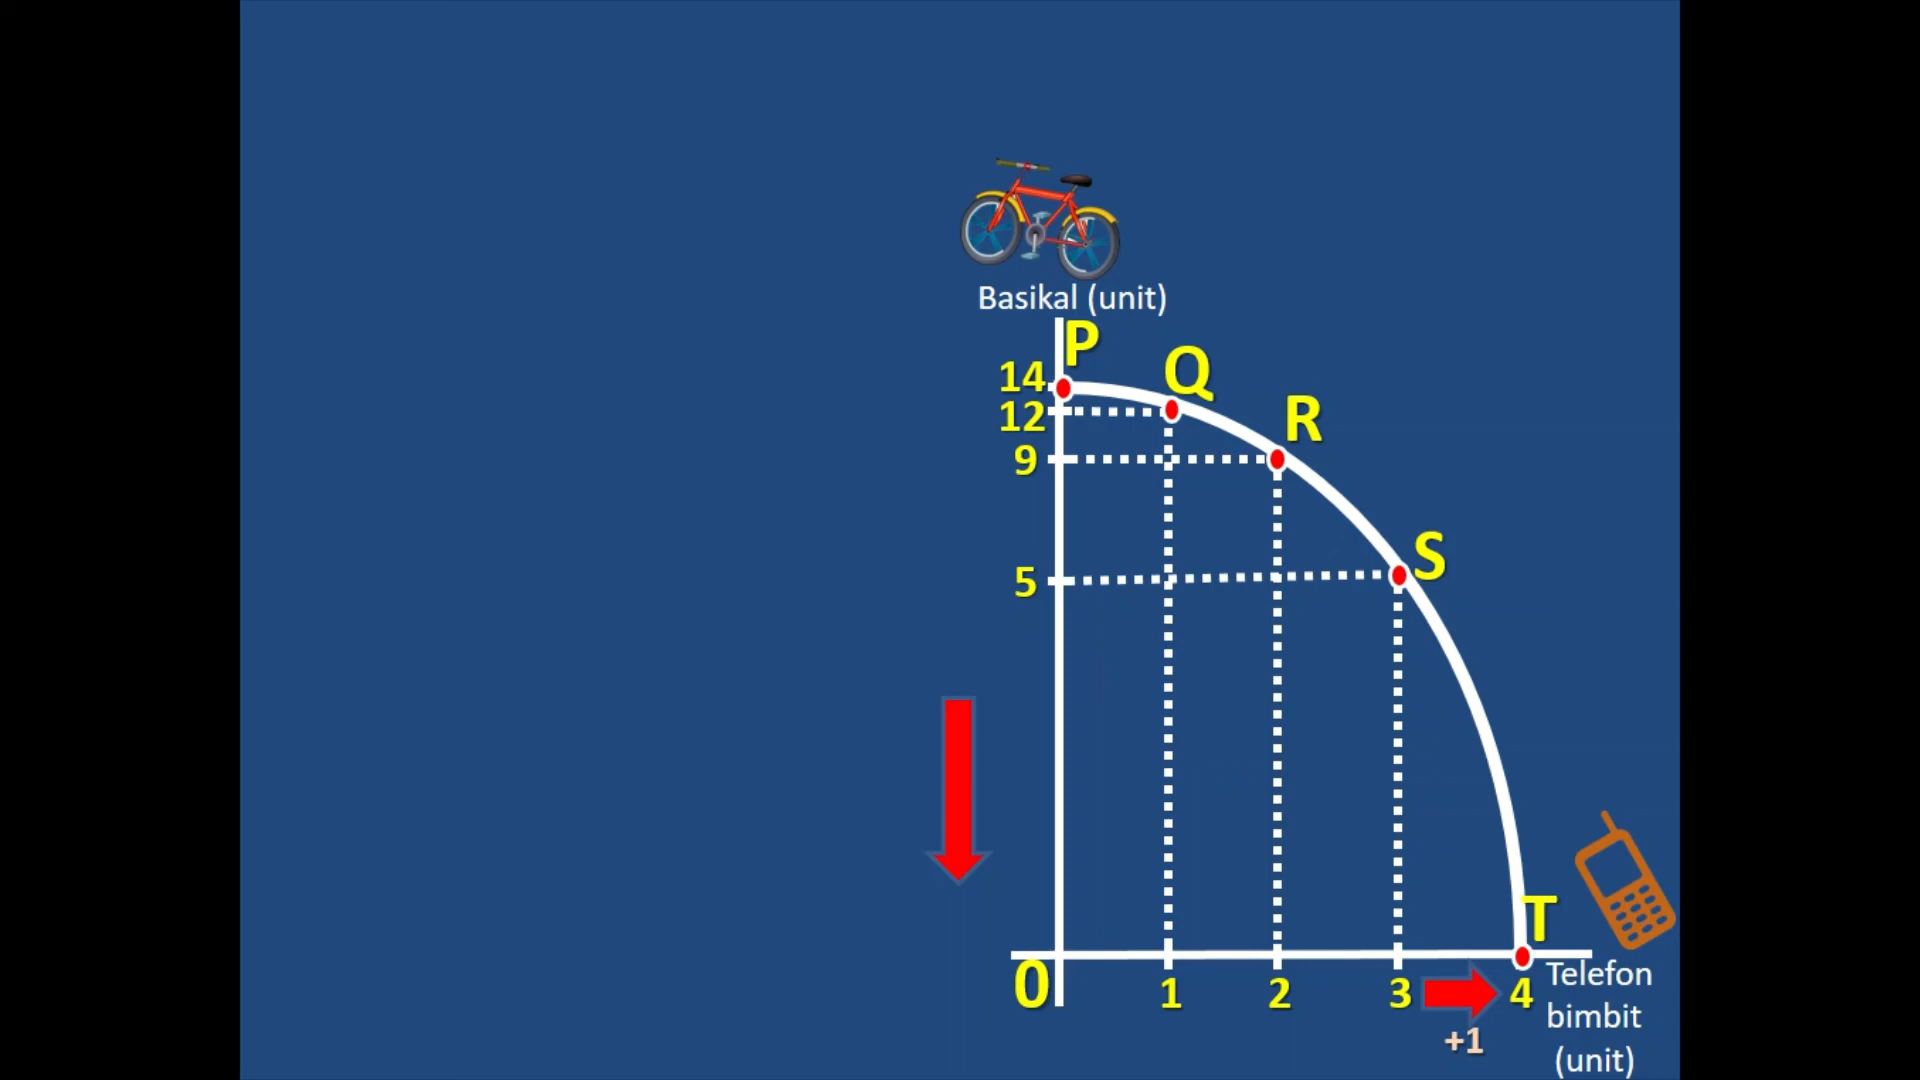 Basikal (unit)
P
Q
14
12
R
9
S
5
T
0
1
2
3
4
+1
Telefon
bimbit
(unit)